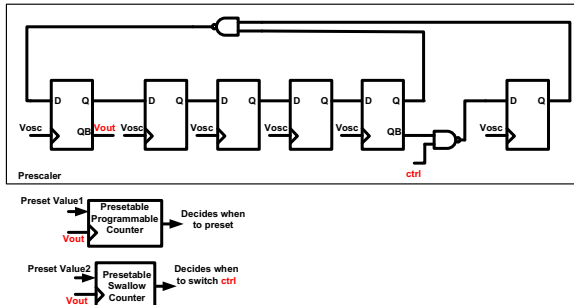 D Q D Q D Q D Q D Q D Q
Vosc QB Vout Vosc Vosc Vosc Vosc QB Vosc
ctrl
Prescaler
Preset Value1
Presetable
Programmable
Counter
Vout
Decides when
to preset
Preset Value2
Presetable
Swallow
Counter
Vout
Decides when
to switch ctrl